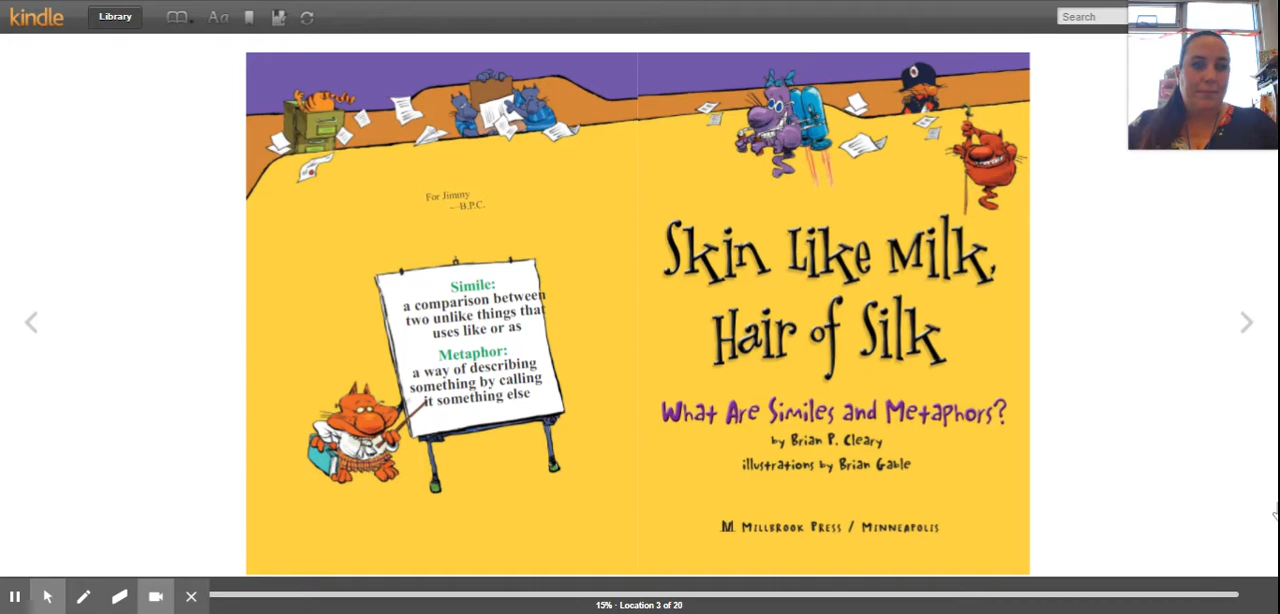 kindle
Library
Aa
Search
For Jimmy
—B.P.C.
Simile:
a comparison between
two unlike things that
uses like or as
Metaphor:
a way of describing
something by calling
it something else
Skin Like Milk,
Hair of Silk
What Are Similes and Metaphors?
by Brian P. Cleary
illustrations by Brian Gable
M MILLBROOK PRESS / MINNEAPOLIS
15% · Location 3 of 20